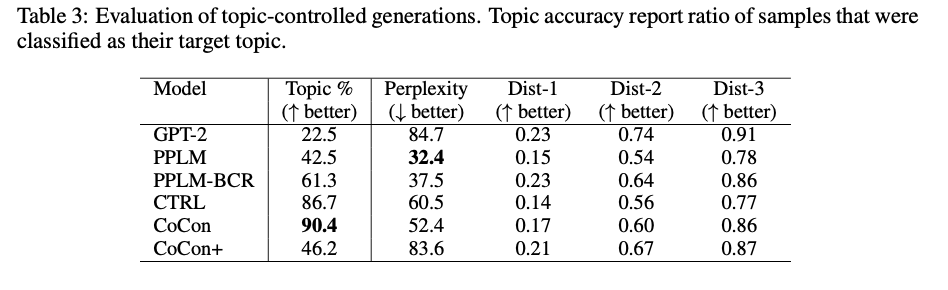 Table 3: Evaluation of topic-controlled generations. Topic accuracy report ratio of samples that were
classified as their target topic.
Model Topic % Perplexity Dist-1 Dist-2 Dist-3
(↑ better) (↓ better) (↑ better) (↑ better) (↑ better)
GPT-2 22.5 84.7 0.23 0.74 0.91
PPLM 42.5 32.4 0.15 0.54 0.78
PPLM-BCR 61.3 37.5 0.23 0.64 0.86
CTRL 86.7 60.5 0.14 0.56 0.77
CoCon 90.4 52.4 0.17 0.60 0.86
CoCon+ 46.2 83.6 0.21 0.67 0.87